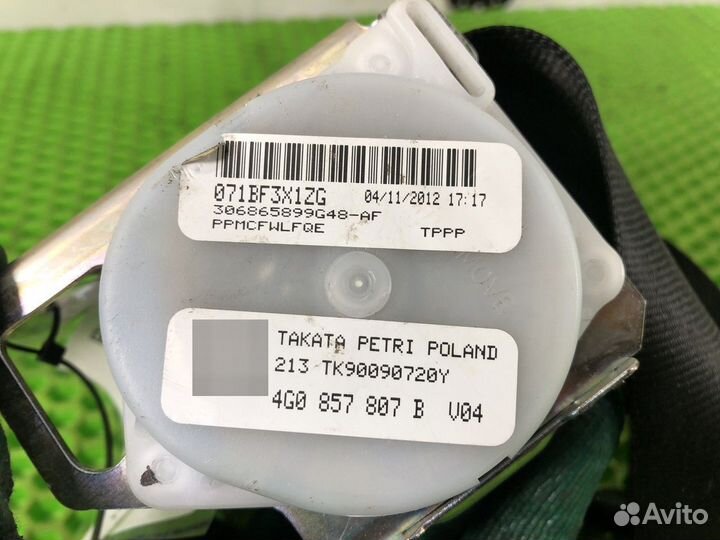 071BF3X1ZG 04/11/2012 17:17
306865899G48-AF
PPMCFWLFQE TPPP
TAKATA PETRI POLAND
213 TK90090720Y
4G0 857 807 B V04
Avito